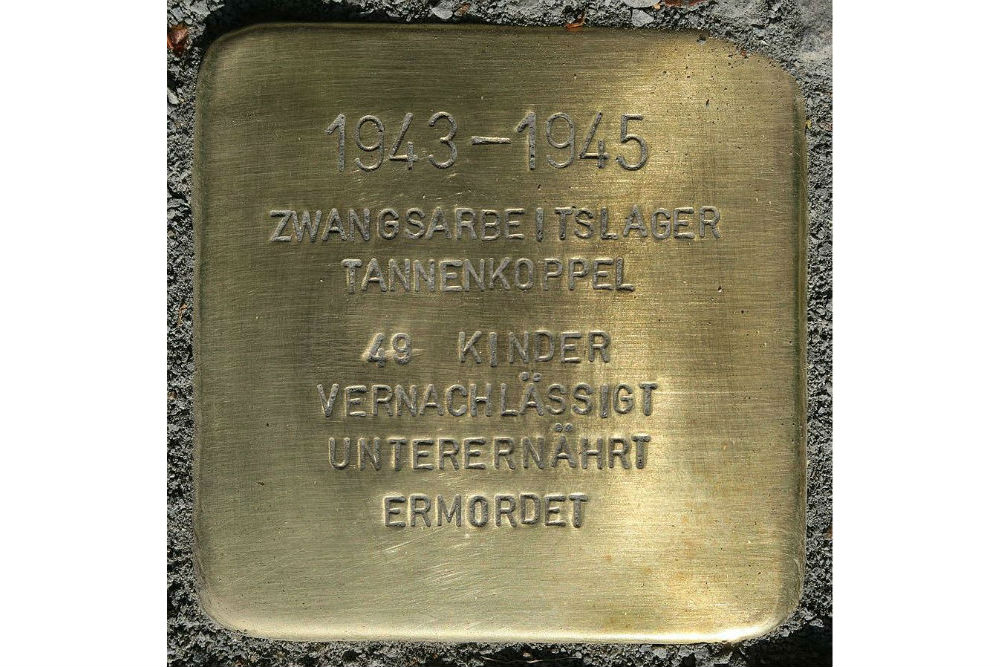 1943 – 1945
ZWANGSARBEITSLAGER
TANNENKOPPEL
49 KINDER
VERNACHLÄSSIGT
UNTERERNÄHRT
ERMORDET